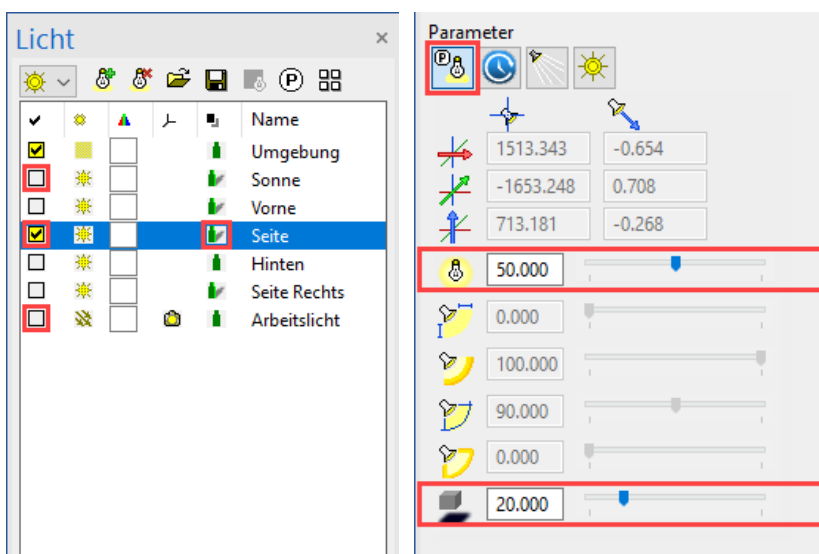 Licht
Name
Umgebung
Sonne
Vorne
Seite
Hinten
Seite Rechts
Arbeitslicht
Parameter
1513.343 -0.654
-1653.248 0.708
713.181 -0.268
50.000
0.000
100.000
90.000
0.000
20.000